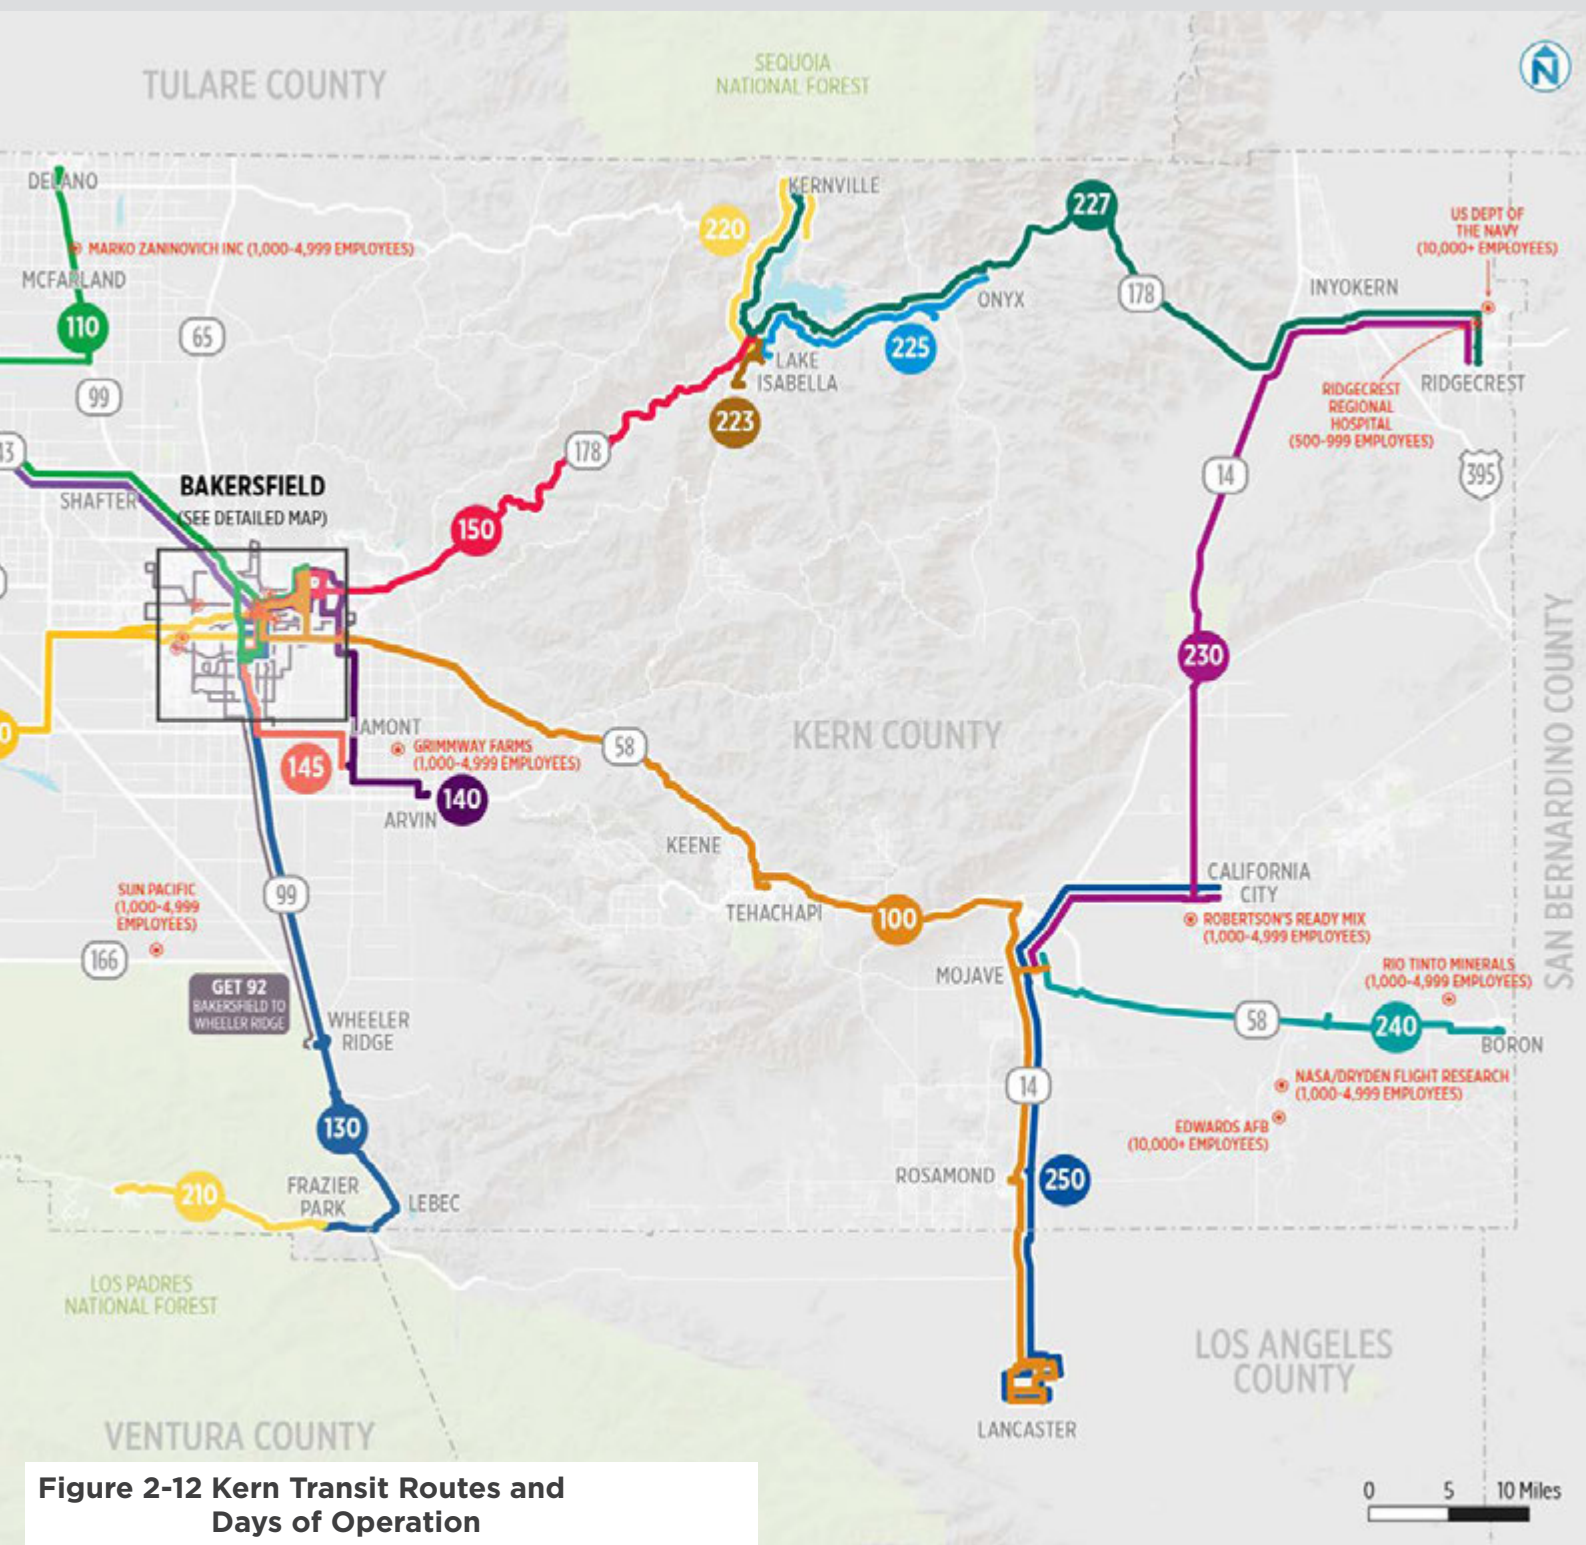 TULARE COUNTY
SEQUOIA
NATIONAL FOREST
N
DELANO
KERNVILLE
220
227
US DEPT OF
THE NAVY
(10,000+ EMPLOYEES)
MARKO ZANINOVICH INC (1,000-4,999 EMPLOYEES)
MCFARLAND
110
65
ONYX
178
INYOKERN
225
LAKE
ISABELLA
99
223
RIDGECREST
RIDGECREST
REGIONAL
HOSPITAL
(500-999 EMPLOYEES)
178
14
395
SHAFTER
BAKERSFIELD
(SEE DETAILED MAP)
150
230
SAN BERNARDINO COUNTY
KERN COUNTY
LAMONT
GRIMMWAY FARMS
(1,000-4,999 EMPLOYEES)
58
145
140
ARVIN
KEENE
SUN PACIFIC
(1,000-4,999
EMPLOYEES)
99
166
TEHACHAPI
100
CALIFORNIA
CITY
ROBERTSON'S READY MIX
(1,000-4,999 EMPLOYEES)
MOJAVE
RIO TINTO MINERALS
(1,000-4,999 EMPLOYEES)
GET 92
BAKERSFIELD TO
WHEELER RIDGE
WHEELER
RIDGE
58
240
BORON
14
NASA/DRYDEN FLIGHT RESEARCH
(1,000-4,999 EMPLOYEES)
EDWARDS AFB
(10,000+ EMPLOYEES)
130
ROSAMOND
250
210
FRAZIER
PARK
LEBEC
LOS PADRES
NATIONAL FOREST
LOS ANGELES
COUNTY
LANCASTER
VENTURA COUNTY
Figure 2-12 Kern Transit Routes and
Days of Operation
0 5 10 Miles